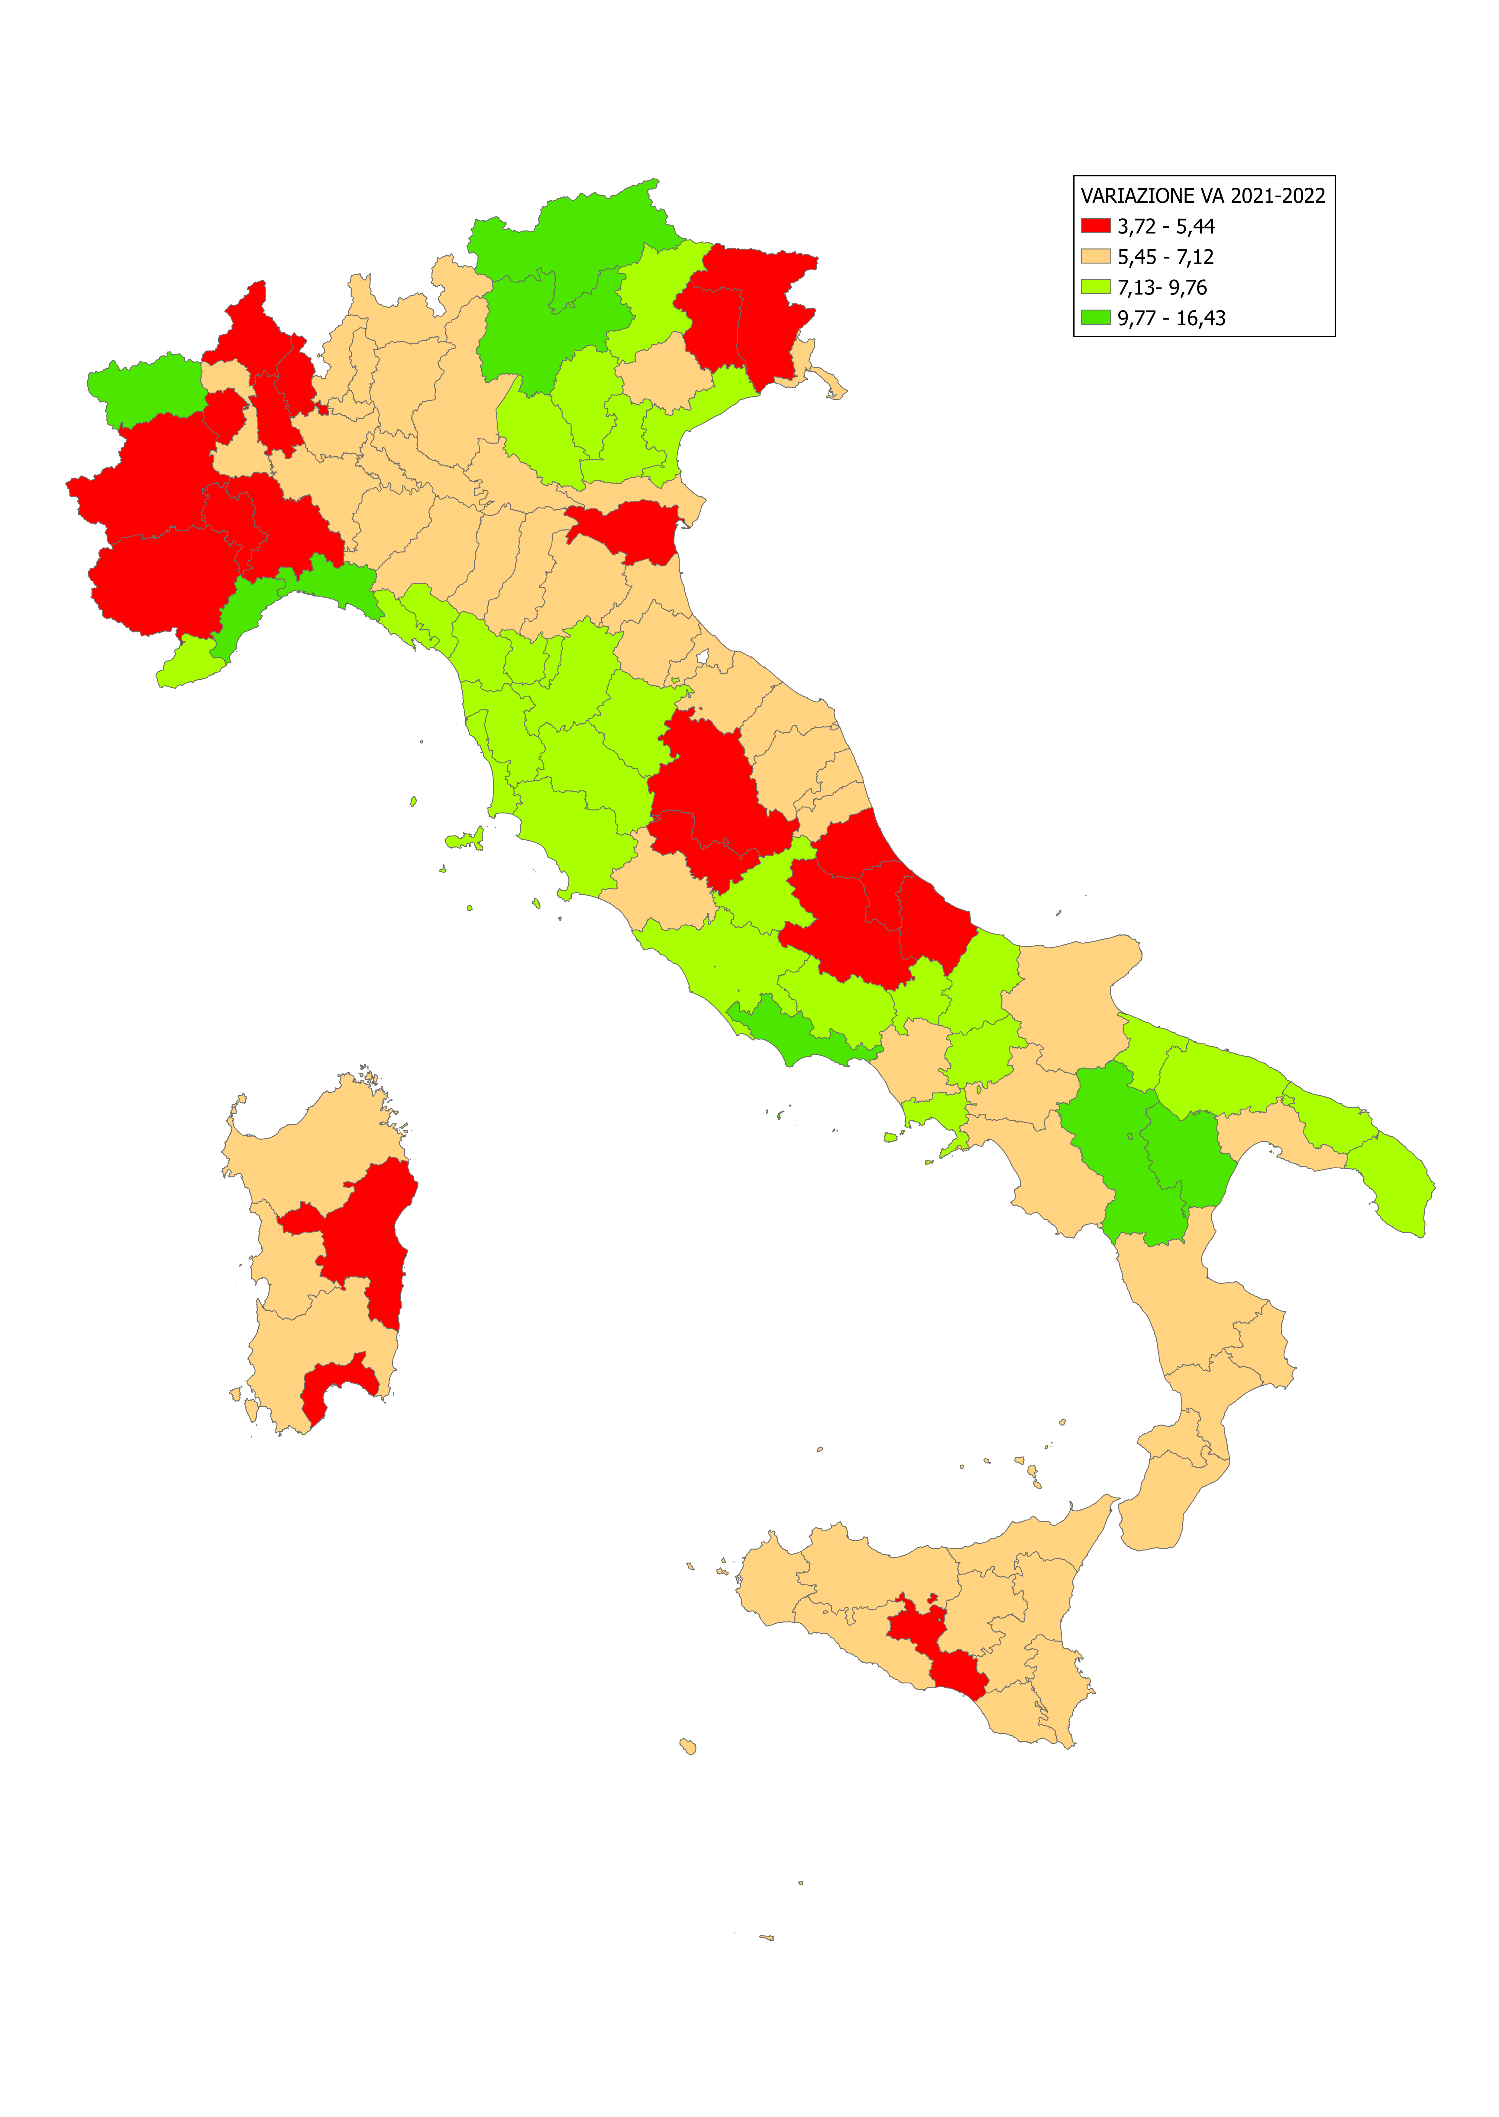 VARIAZIONE VA 2021-2022
3,72 - 5,44
5,45 - 7,12
7,13- 9,76
9,77 - 16,43